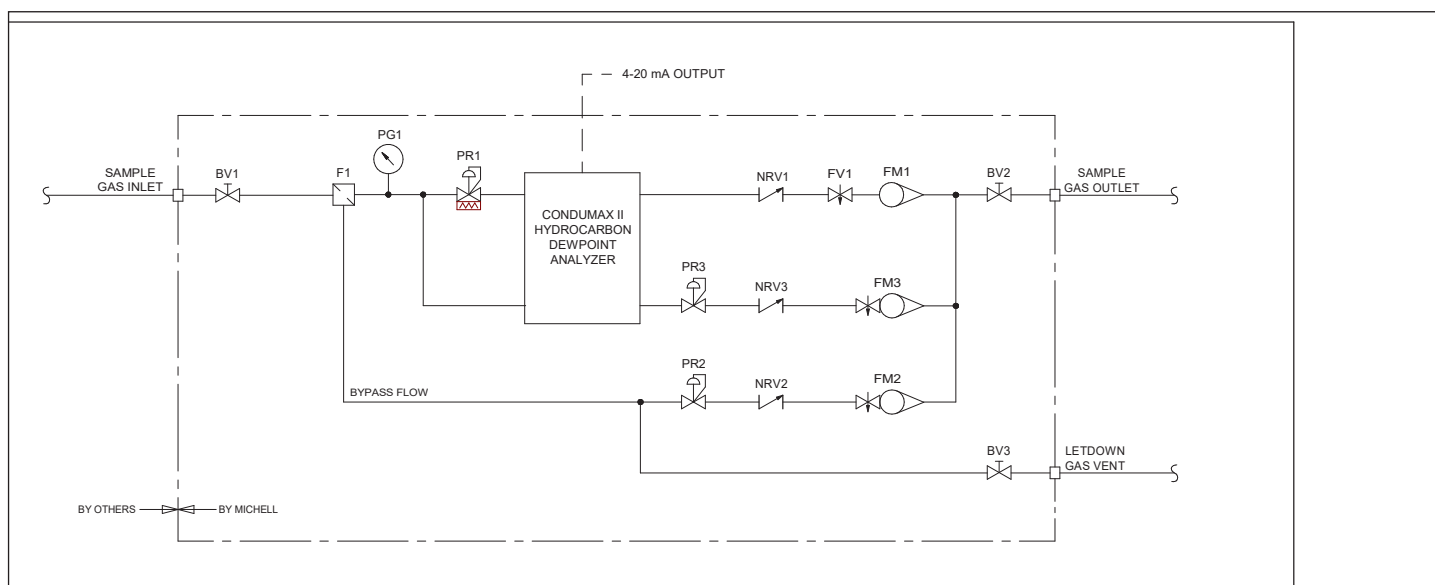 4-20 mA OUTPUT
PG1
PR1
F1
BV1
SAMPLE
GAS INLET
CONDUMAX II
HYDROCARBON
DEWPOINT
ANALYZER
NRV1
FV1
FM1
BV2
SAMPLE
GAS OUTLET
PR3
NRV3
FM3
PR2
NRV2
FM2
BYPASS FLOW
BV3
LETDOWN
GAS VENT
BY OTHERS
BY MICHELL